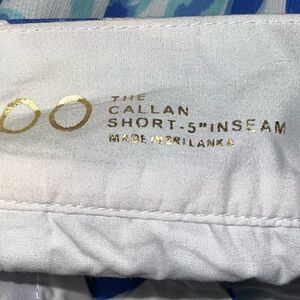 00
THE
CALLAN
SHORT-5"INSEAM
MADE IN SRI LANKA